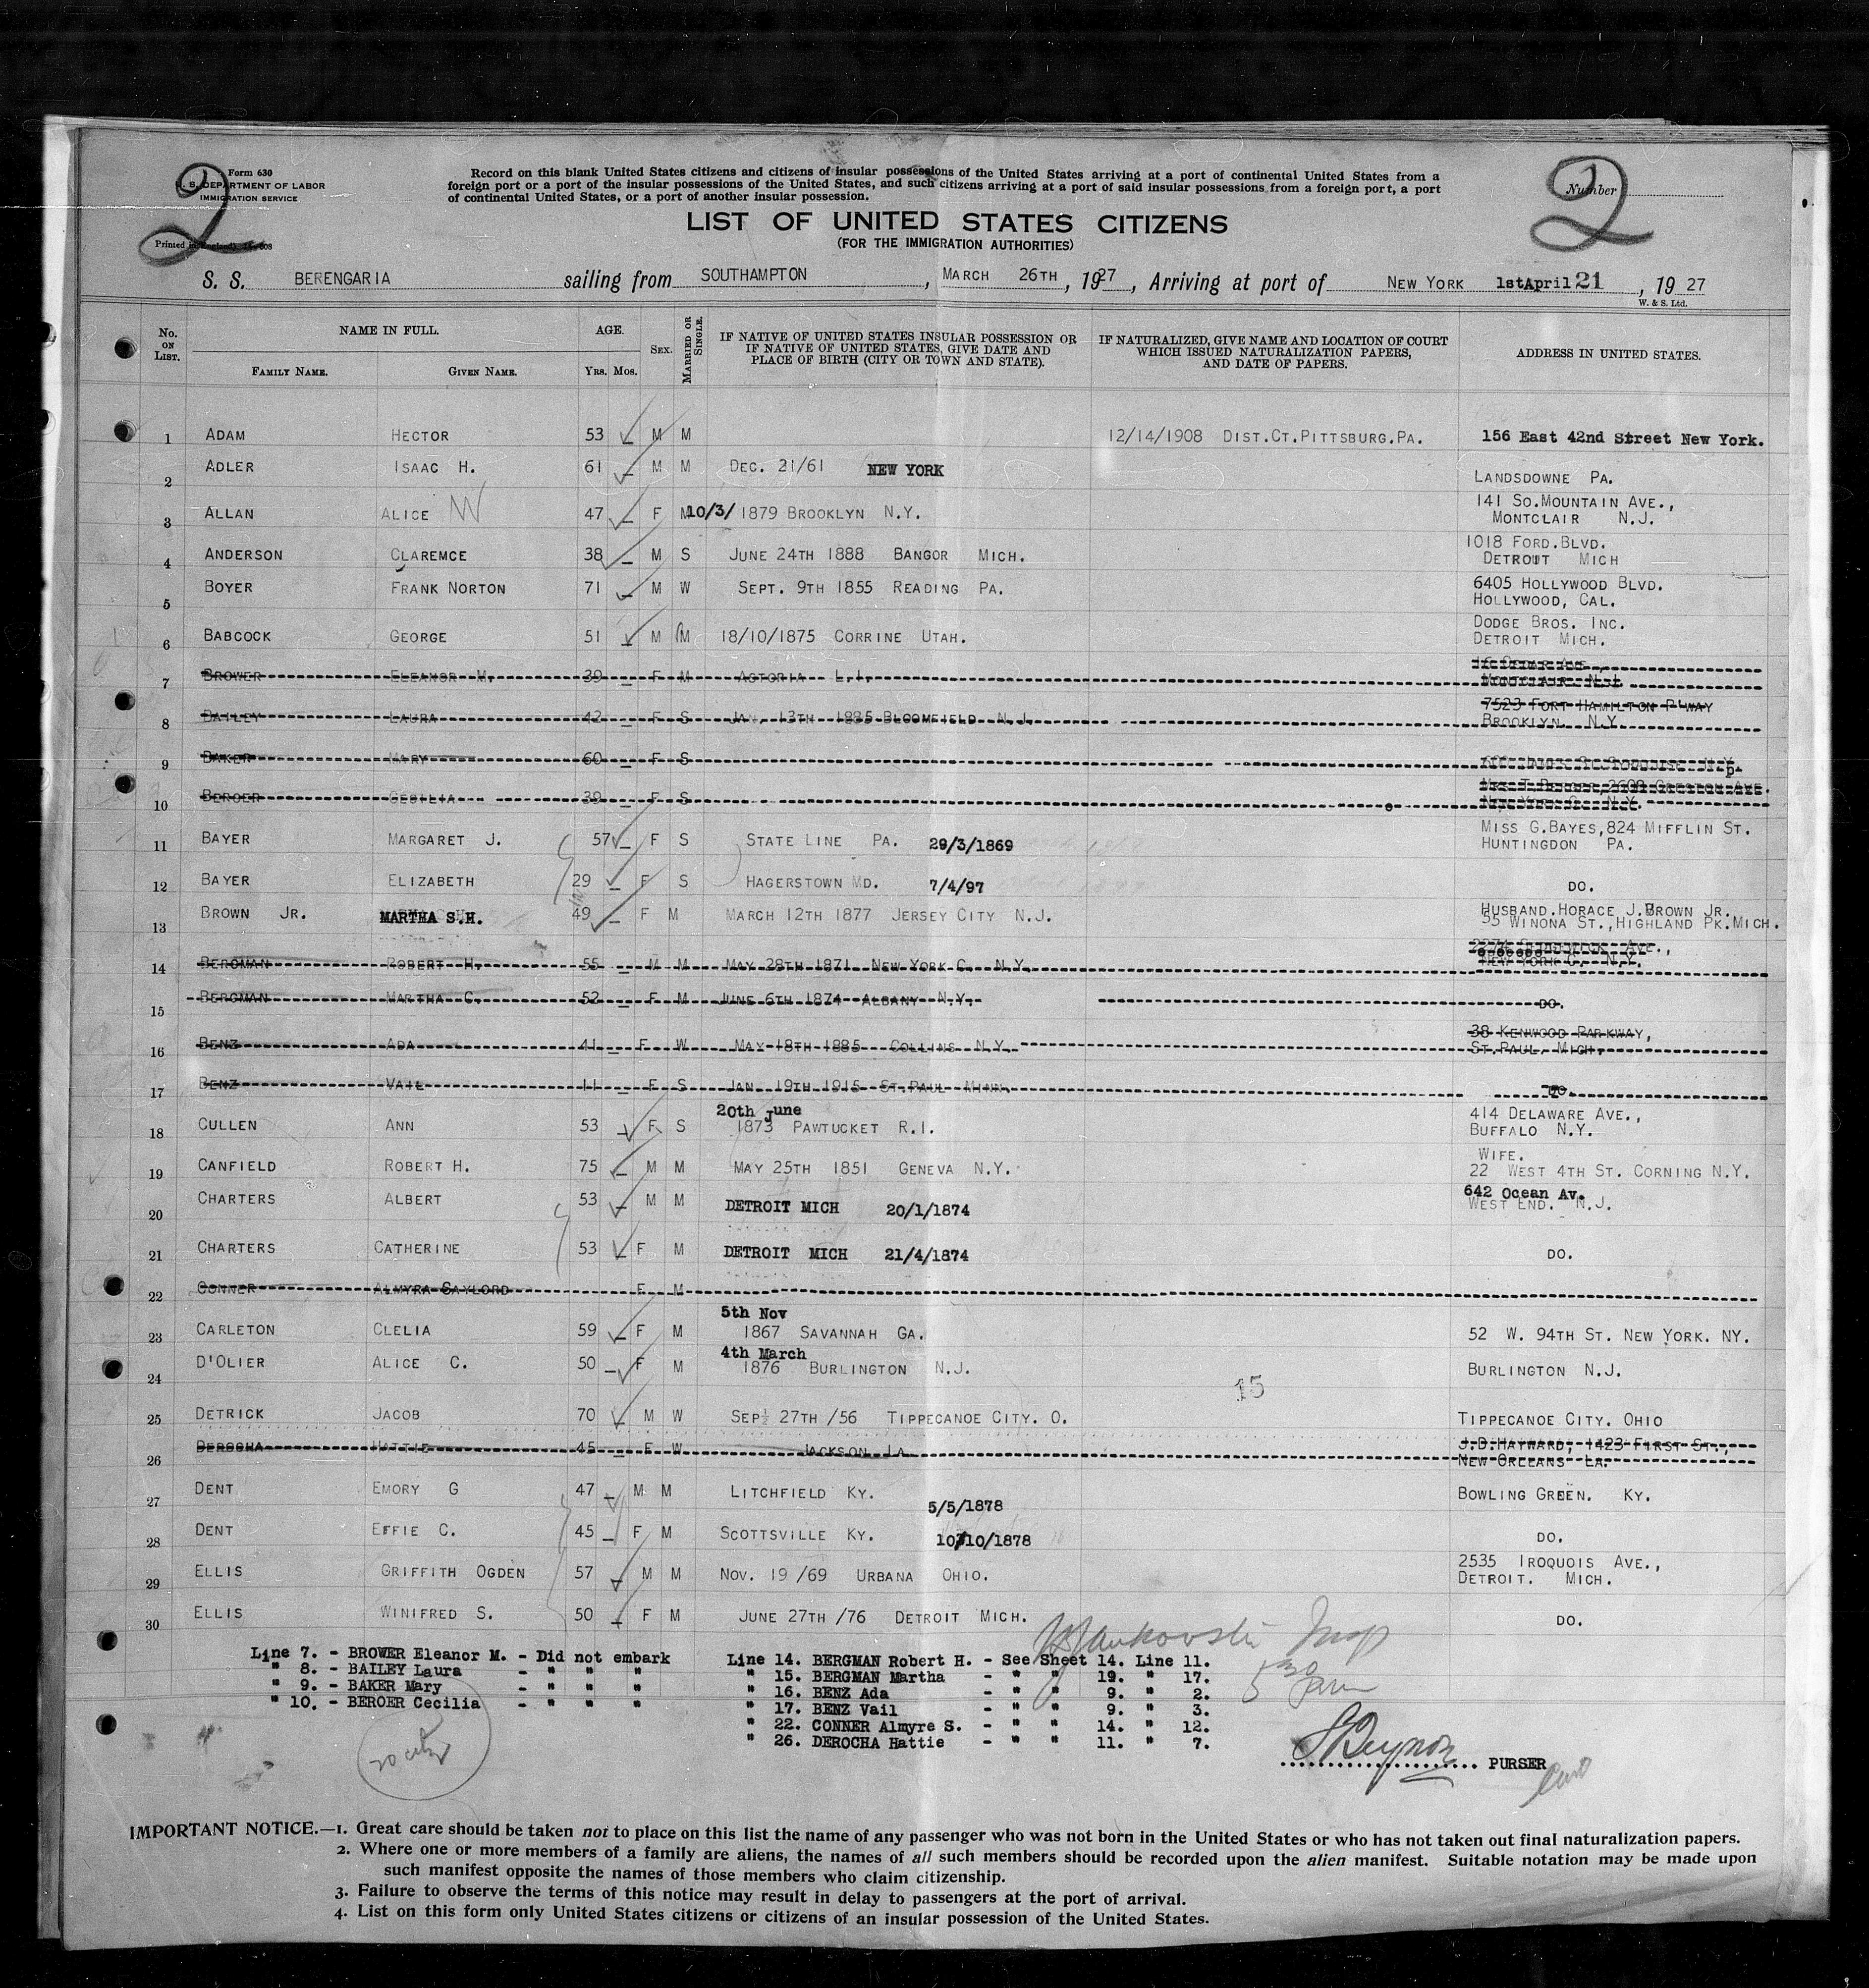 2
2
Form 630
U. S. DEPARTMENT OF LABOR
IMMIGRATION SERVICE
Printed in England)
Number
Record on this blank United States citizens and citizens of insular possessions of the United States arriving at a port of continental United States from a
foreign port or a port of the insular possessions of the United States, and such citizens arriving at a port of said insular possessions from a foreign port, a port
of continental United States, or a port of another insular possession.
LIST OF UNITED STATES CITIZENS
(FOR THE IMMIGRATION AUTHORITIES)
S. S. BERENGARIA sailing from SOUTHAMPTON, MARCH 26TH, 1927, Arriving at port of NEW YORK 1stApril 21, 1927
W. & S. Ltd.
No. ON LIST. NAME IN FULL. FAMILY NAME. GIVEN NAME. AGE. Yrs. Mos. SEX. MARRIED OR SINGLE. IF NATIVE OF UNITED STATES INSULAR POSSESSION OR IF NATIVE OF UNITED STATES, GIVE DATE AND PLACE OF BIRTH (CITY OR TOWN AND STATE). IF NATURALIZED, GIVE NAME AND LOCATION OF COURT WHICH ISSUED NATURALIZATION PAPERS, AND DATE OF PAPERS. ADDRESS IN UNITED STATES.
1 ADAM HECTOR 53 M M 12/14/1908 DIST.CT.PITTSBURG.PA. 156 East 42nd Street New York.
2 ADLER ISAAC H. 61 M M DEC. 21/61 NEW YORK LANDSDOWNE PA.
3 ALLAN ALICE W 47 F M 10/3/ 1879 BROOKLYN N.Y. 141 SO.MOUNTAIN AVE., MONTCLAIR N.J.
4 ANDERSON CLAREMCE 38 M S JUNE 24TH 1888 BANGOR MICH. 1018 FORD.BLVD. DETROIT MICH
5 BOYER FRANK NORTON 71 M W SEPT. 9TH 1855 READING PA. 6405 HOLLYWOOD BLVD. HOLLYWOOD, CAL.
6 BABCOCK GEORGE 51 M M 18/10/1875 CORRINE UTAH. DODGE BROS. INC. DETROIT MICH.
7 BROWER ELEANOR M. 39 F M ASTORIA L.I. 16 CEDAR AVE., MONTCLAIR N.J.
8 BAILEY LAURA 42 F S JAN. 13TH 1885 BLOOMFIELD N.J. 7523 FORT HAMILTON P'WAY BROOKLYN N.Y.
9 BAKER MARY 60 F S
10 BEROER CECILIA 39 F S NEW YORK C. N.Y.
11 BAYER MARGARET J. 57 F S STATE LINE PA. 29/3/1869 MISS G.BAYES,824 MIFFLIN ST. HUNTINGDON PA.
12 BAYER ELIZABETH 29 F S HAGERSTOWN MD. 7/4/97 DO.
13 BROWN JR. MARTHA S.H. 49 F M MARCH 12TH 1877 JERSEY CITY N.J. HUSBAND.HORACE J.BROWN JR. 55 WINONA ST.,HIGHLAND PK.MICH.
14 BERGMAN ROBERT H. 55 M M MAY 28TH 1871 NEW YORK C. N.Y. NEW YORK C. N.Y.
15 BERGMAN MARTHA C. 52 F M JUNE 6TH 1874 ALBANY N.Y. DO.
16 BENZ ADA 41 F W MAY 18TH 1885 COLLINS N.Y. 38 KENWOOD PARKWAY, ST.PAUL. MICH.
17 BENZ VAIL 11 F S JAN. 19TH 1915 ST.PAUL MINN. DO.
18 CULLEN ANN 53 F S 20th June 1873 PAWTUCKET R.I. 414 DELAWARE AVE., BUFFALO N.Y.
19 CANFIELD ROBERT H. 75 M M MAY 25TH 1851 GENEVA N.Y. WIFE. 22 WEST 4TH ST. CORNING N.Y.
20 CHARTERS ALBERT 53 M M DETROIT MICH 20/1/1874 642 Ocean Av. WEST END. N.J.
21 CHARTERS CATHERINE 53 F M DETROIT MICH 21/4/1874 DO.
22 CONNER ALMYRA GAYLORD F M
23 CARLETON CLELIA 59 F M 5th Nov 1867 SAVANNAH GA. 52 W. 94TH ST. NEW YORK. NY.
24 D'OLIER ALICE C. 50 F M 4th March 1876 BURLINGTON N.J. BURLINGTON N.J.
15
25 DETRICK JACOB 70 M W SEPT 27TH /56 TIPPECANOE CITY. O. TIPPECANOE CITY. OHIO
26 DEROCHA HATTIE 45 F W JACKSON LA. J.D.HAYWARD, 1423 FIRST ST., NEW ORLEANS LA.
27 DENT EMORY G 47 M M LITCHFIELD KY. 5/5/1878 BOWLING GREEN. KY.
28 DENT EFFIE C. 45 F M SCOTTSVILLE KY. 10/10/1878 DO.
29 ELLIS GRIFFITH OGDEN 57 M M NOV. 19 /69 URBANA OHIO. 2535 IROQUOIS AVE., DETROIT. MICH.
30 ELLIS WINIFRED S. 50 F M JUNE 27TH /76 DETROIT MICH. DO.
Line 7. - BROWER Eleanor M. - Did not embark
" 8. - BAILEY Laura - " " "
" 9. - BAKER Mary - " " "
" 10. - BEROER Cecilia - " " "
Line 14. BERGMAN Robert H. - See Sheet 14. Line 11.
" 15. BERGMAN Martha - " " 19. " 17.
" 16. BENZ Ada - " " 9. " 2.
" 17. BENZ Vail - " " 9. " 3.
" 22. CONNER Almyre S. - " " 14. " 12.
" 26. DEROCHA Hattie - " " 11. " 7.
Insp
PURSER
IMPORTANT NOTICE.—1. Great care should be taken not to place on this list the name of any passenger who was not born in the United States or who has not taken out final naturalization papers.
2. Where one or more members of a family are aliens, the names of all such members should be recorded upon the alien manifest. Suitable notation may be made upon
such manifest opposite the names of those members who claim citizenship.
3. Failure to observe the terms of this notice may result in delay to passengers at the port of arrival.
4. List on this form only United States citizens or citizens of an insular possession of the United States.